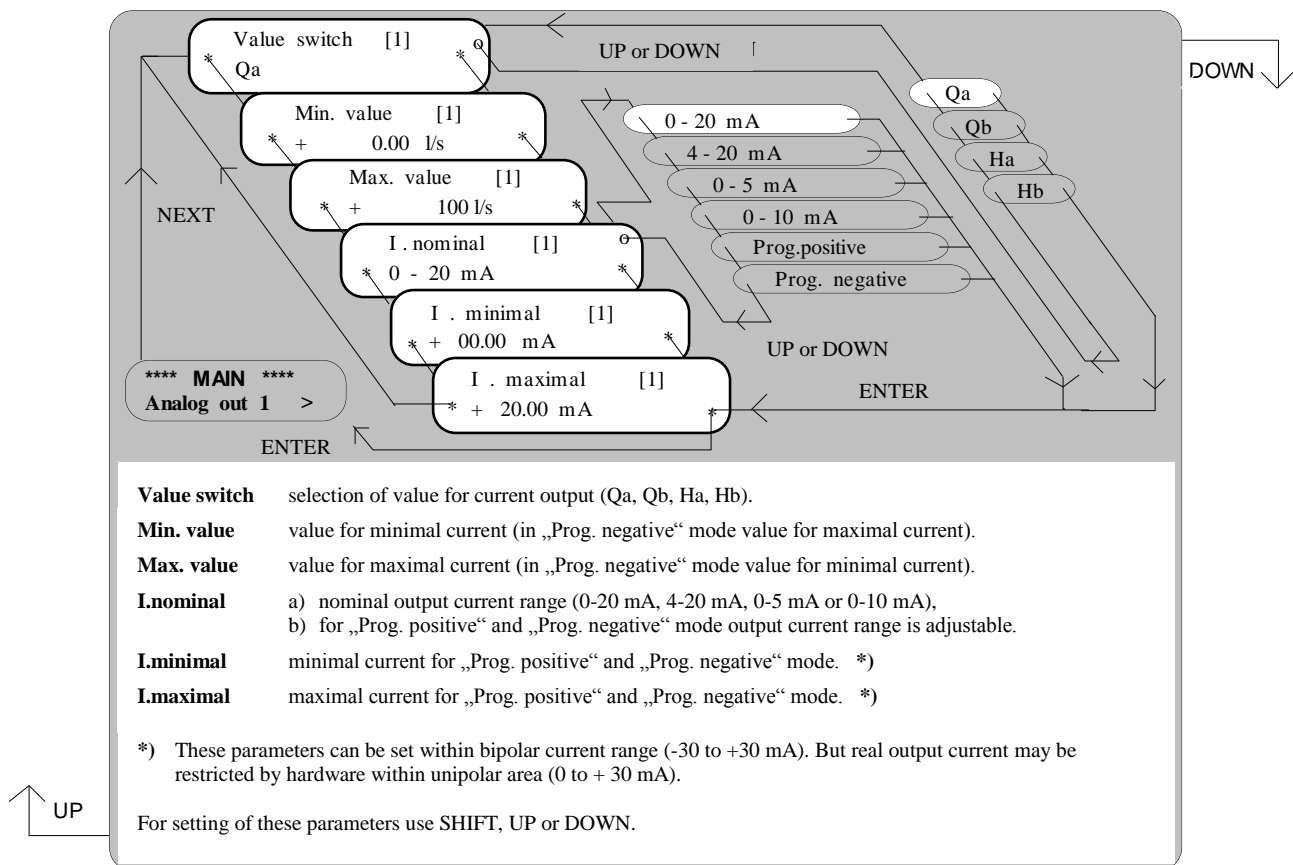 Value switch [1]
* Qa * o
UP or DOWN
DOWN
Min. value [1]
* + 0.00 l/s *
Max. value [1]
* + 100 l/s *
I.nominal [1] o
* 0 - 20 mA *
I . minimal [1]
* + 00.00 mA *
I . maximal [1]
* + 20.00 mA *
0 - 20 mA
4 - 20 mA
0 - 5 mA
0 - 10 mA
Prog.positive
Prog. negative
Qa
Qb
Ha
Hb
NEXT
UP or DOWN
ENTER
**** MAIN ****
Analog out 1 >
ENTER
Value switch selection of value for current output (Qa, Qb, Ha, Hb).
Min. value value for minimal current (in „Prog. negative“ mode value for maximal current).
Max. value value for maximal current (in „Prog. negative“ mode value for minimal current).
I.nominal a) nominal output current range (0-20 mA, 4-20 mA, 0-5 mA or 0-10 mA),
b) for „Prog. positive“ and „Prog. negative“ mode output current range is adjustable.
I.minimal minimal current for „Prog. positive“ and „Prog. negative“ mode. *)
I.maximal maximal current for „Prog. positive“ and „Prog. negative“ mode. *)
*) These parameters can be set within bipolar current range (-30 to +30 mA). But real output current may be
restricted by hardware within unipolar area (0 to + 30 mA).
UP
For setting of these parameters use SHIFT, UP or DOWN.